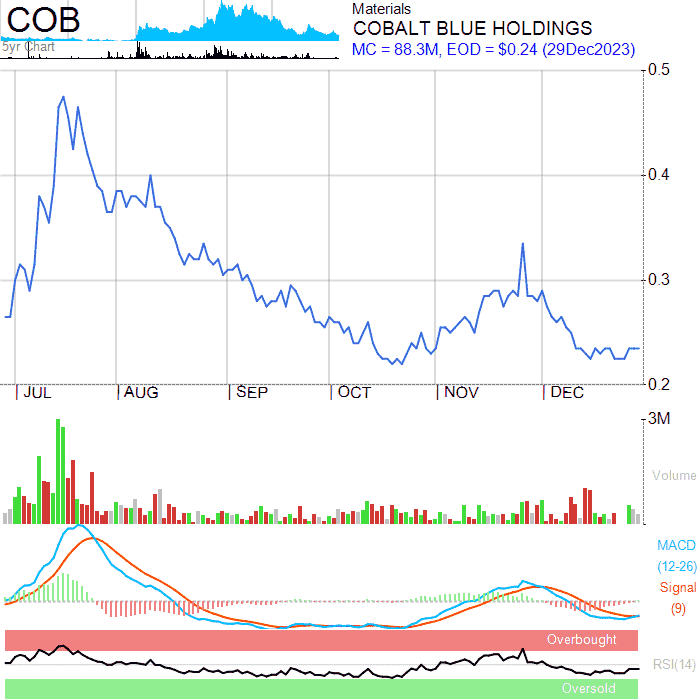 COB
5yr Chart
Materials
COBALT BLUE HOLDINGS
MC = 88.3M, EOD = $0.24 (29Dec2023)
0.5
0.4
0.3
0.2
JUL AUG SEP OCT NOV DEC
3M
Volume
MACD
(12-26)
Signal
(9)
Overbought
RSI(14)
Oversold